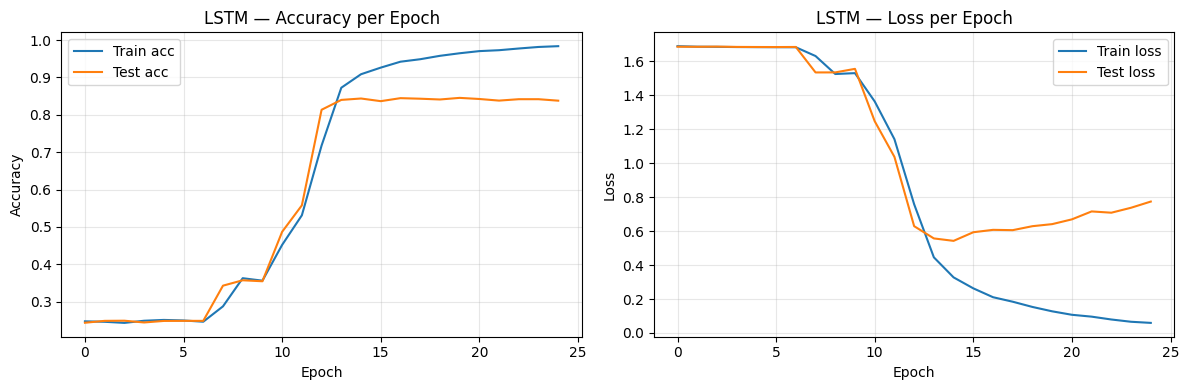 LSTM — Accuracy per Epoch
1.0
0.9
0.8
0.7
0.6
0.5
0.4
0.3
Accuracy
Train acc
Test acc
0 5 10 15 20 25
Epoch
LSTM — Loss per Epoch
1.6
1.4
1.2
1.0
0.8
0.6
0.4
0.2
0.0
Loss
Train loss
Test loss
0 5 10 15 20 25
Epoch